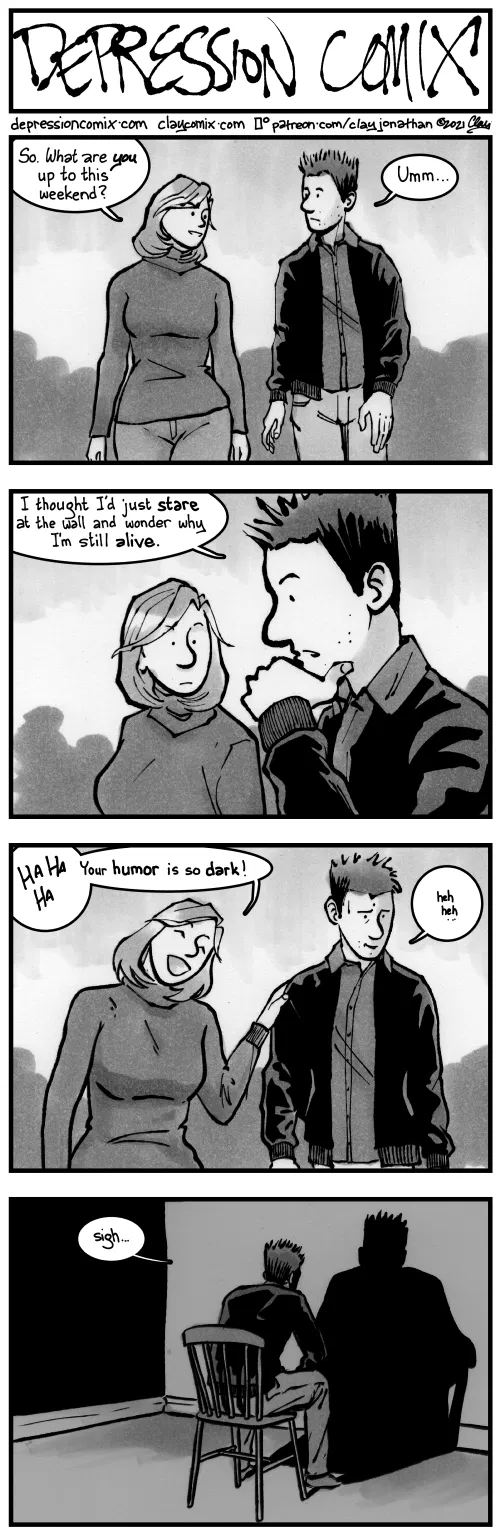 DEPRESSION COMIX
depressioncomix.com claycomix.com patreon.com/clayjonathan ©2021 Clay
So. What are you
up to this
weekend?
Umm...
I thought I'd just stare
at the wall and wonder why
I'm still alive.
HA HA
HA
Your humor is so dark!
heh
heh
...
sigh...